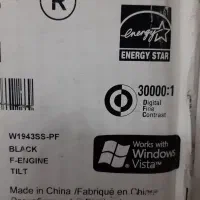 ®
energy
ENERGY STAR
30000:1
Digital
Fine
Contrast
W1943SS-PF
BLACK
F-ENGINE
TILT
Works with
Windows
Vista™
Made in China /Fabriqué en Chine